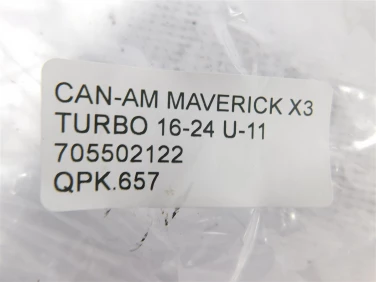 CAN-AM MAVERICK X3
TURBO 16-24 U-11
705502122
QPK.657